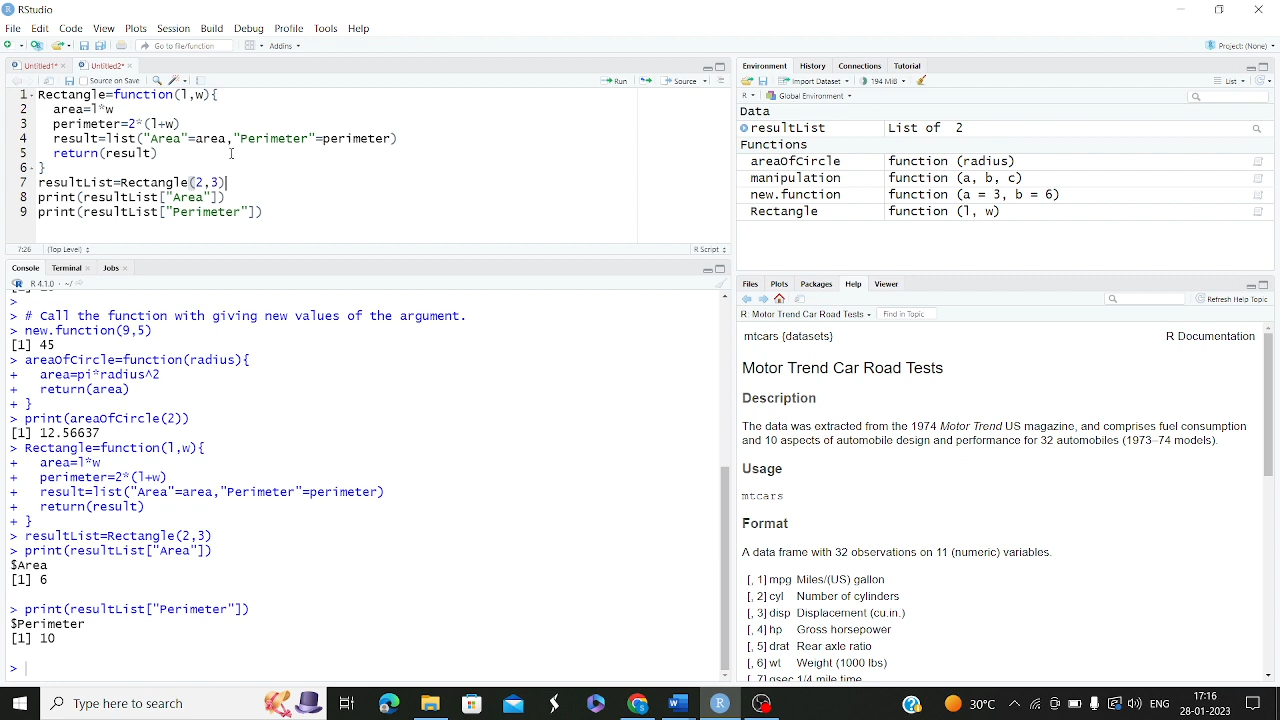 RStudio
File Edit Code View Plots Session Build Debug Profile Tools Help
Go to file/function Addins Project: (None)
Untitled1* Untitled2*
Source on Save Run Source
1 Rectangle=function(l,w){
2 area=l*w
3 perimeter=2*(l+w)
4 result=list("Area"=area,"Perimeter"=perimeter)
5 return(result)
6 }
7 resultList=Rectangle(2,3)
8 print(resultList["Area"])
9 print(resultList["Perimeter"])
7:26 (Top Level) R Script
Console Terminal Jobs
R 4.1.0 · ~/
>
> # Call the function with giving new values of the argument.
> new.function(9,5)
[1] 45
> areaOfCircle=function(radius){
+ area=pi*radius^2
+ return(area)
+ }
> print(areaOfCircle(2))
[1] 12.56637
> Rectangle=function(l,w){
+ area=l*w
+ perimeter=2*(l+w)
+ result=list("Area"=area,"Perimeter"=perimeter)
+ return(result)
+ }
> resultList=Rectangle(2,3)
> print(resultList["Area"])
$Area
[1] 6
> print(resultList["Perimeter"])
$Perimeter
[1] 10
>
Environment History Connections Tutorial
Import Dataset 194 MiB List
R Global Environment
Data
resultList List of 2
Functions
areaOfCircle function (radius)
manipulation function (a, b, c)
new.function function (a = 3, b = 6)
Rectangle function (l, w)
Files Plots Packages Help Viewer
Refresh Help Topic
R: Motor Trend Car Road Tests Find in Topic
mtcars {datasets} R Documentation
Motor Trend Car Road Tests
Description
The data was extracted from the 1974 Motor Trend US magazine, and comprises fuel consumption
and 10 aspects of automobile design and performance for 32 automobiles (1973–74 models).
Usage
mtcars
Format
A data frame with 32 observations on 11 (numeric) variables.
[, 1] mpg Miles/(US) gallon
[, 2] cyl Number of cylinders
[, 3] disp Displacement (cu.in.)
[, 4] hp Gross horsepower
[, 5] drat Rear axle ratio
[, 6] wt Weight (1000 lbs)
[, 7] qsec 1/4 mile time
Type here to search
30°C ENG 17:16
28-01-2023